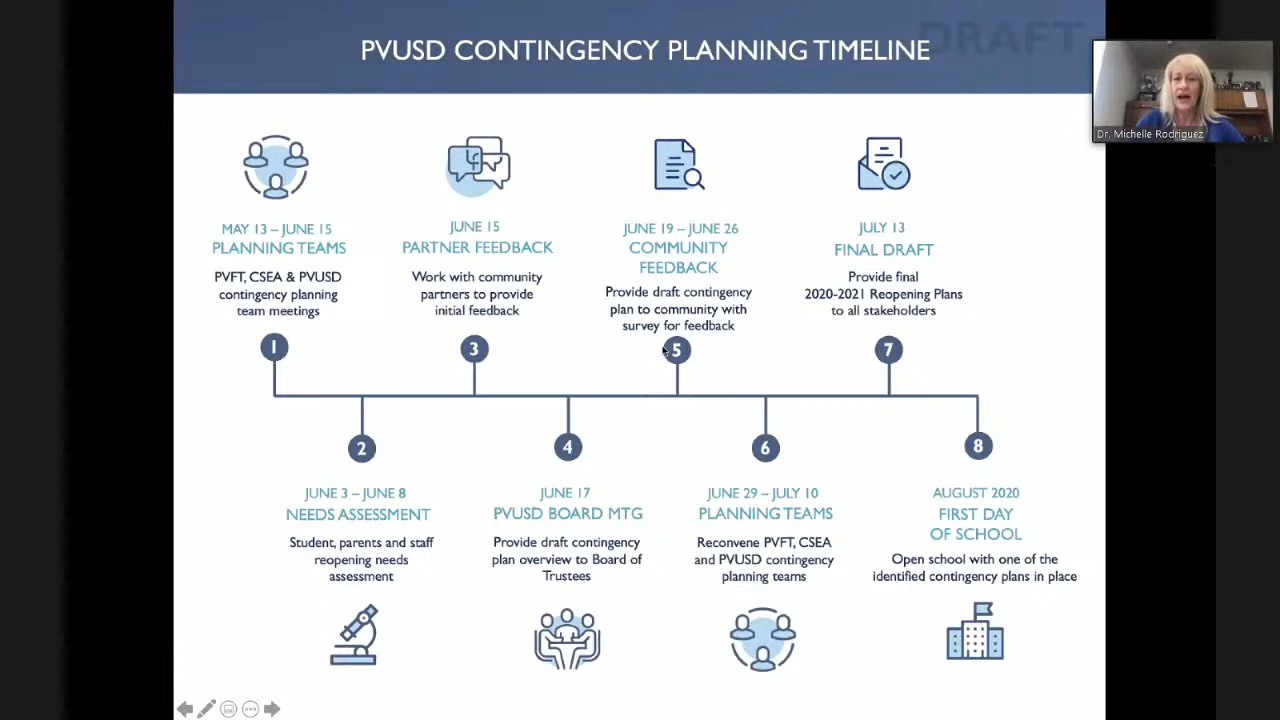 DRAFT
PVUSD CONTINGENCY PLANNING TIMELINE
Dr. Michelle Rodriguez
MAY 13 – JUNE 15
PLANNING TEAMS
PVFT, CSEA & PVUSD
contingency planning
team meetings
1
JUNE 15
PARTNER FEEDBACK
Work with community
partners to provide
initial feedback
3
JUNE 19 – JUNE 26
COMMUNITY
FEEDBACK
Provide draft contingency
plan to community with
survey for feedback
5
JULY 13
FINAL DRAFT
Provide final
2020-2021 Reopening Plans
to all stakeholders
7
2
JUNE 3 – JUNE 8
NEEDS ASSESSMENT
Student, parents and staff
reopening needs
assessment
4
JUNE 17
PVUSD BOARD MTG
Provide draft contingency
plan overview to Board of
Trustees
6
JUNE 29 – JULY 10
PLANNING TEAMS
Reconvene PVFT, CSEA
and PVUSD contingency
planning teams
8
AUGUST 2020
FIRST DAY
OF SCHOOL
Open school with one of the
identified contingency plans in place